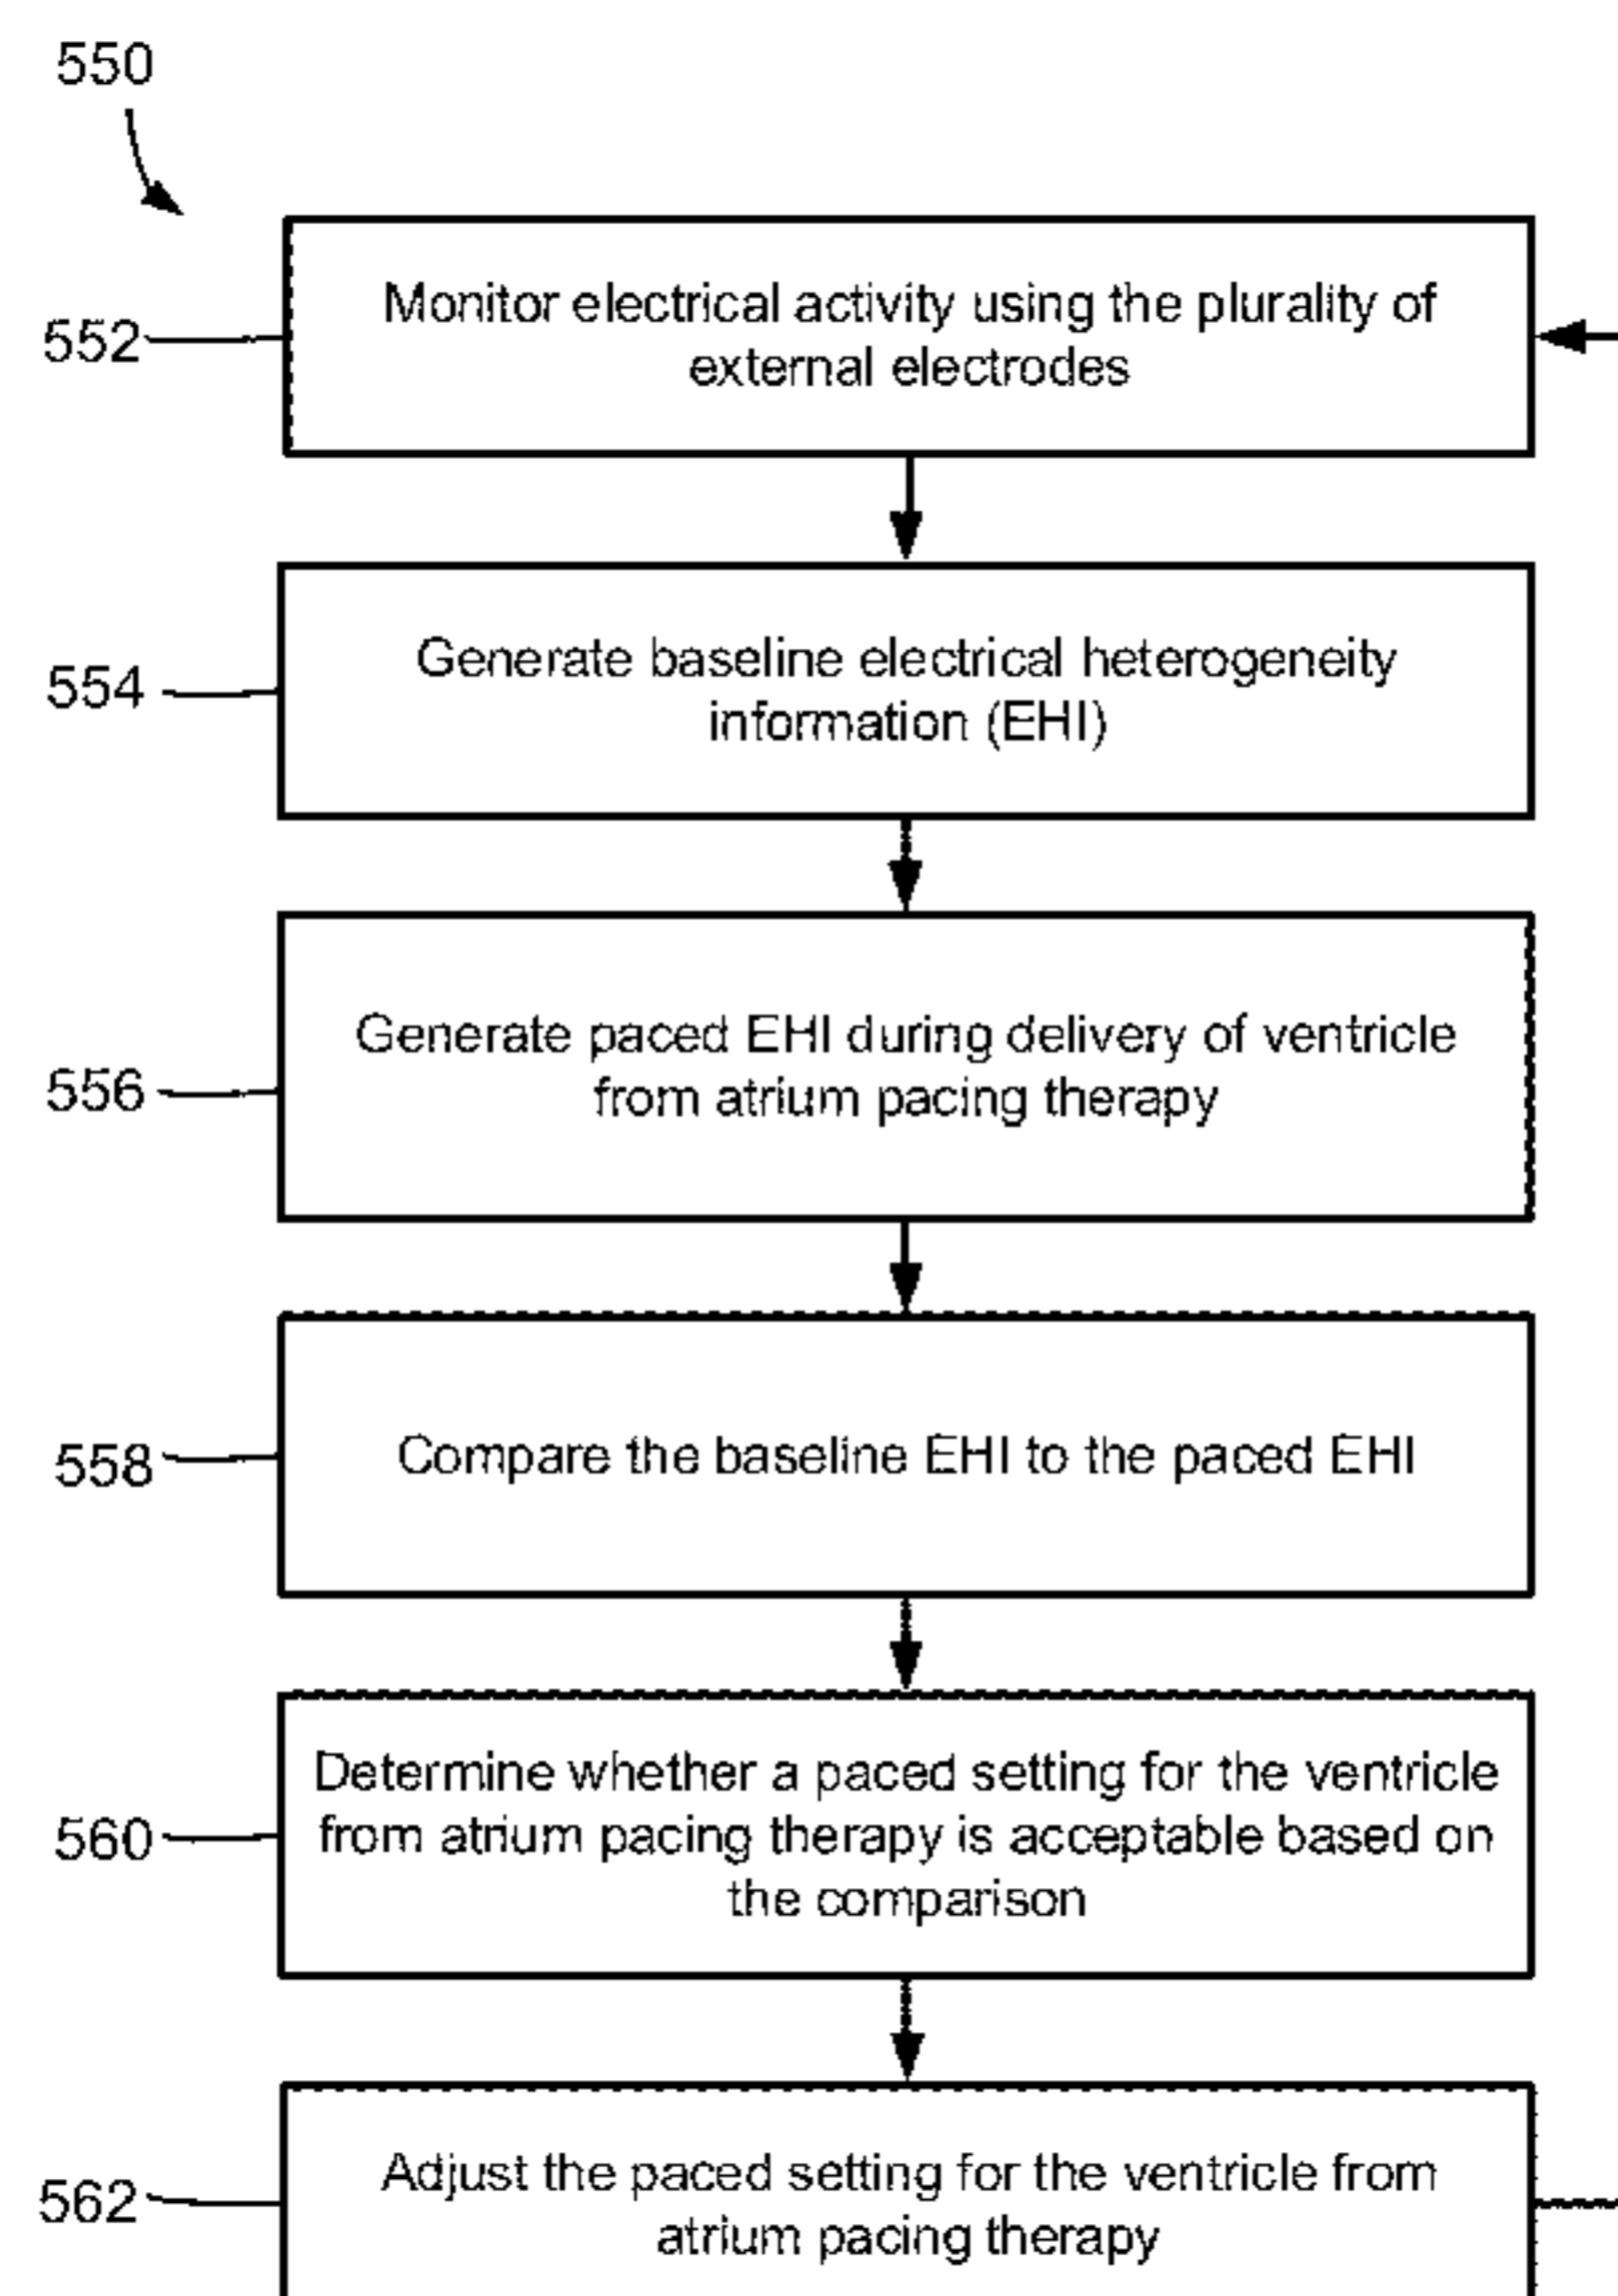 550
552
Monitor electrical activity using the plurality of
external electrodes
554
Generate baseline electrical heterogeneity
information (EHI)
556
Generate paced EHI during delivery of ventricle
from atrium pacing therapy
558
Compare the baseline EHI to the paced EHI
560
Determine whether a paced setting for the ventricle
from atrium pacing therapy is acceptable based on
the comparison
562
Adjust the paced setting for the ventricle from
atrium pacing therapy